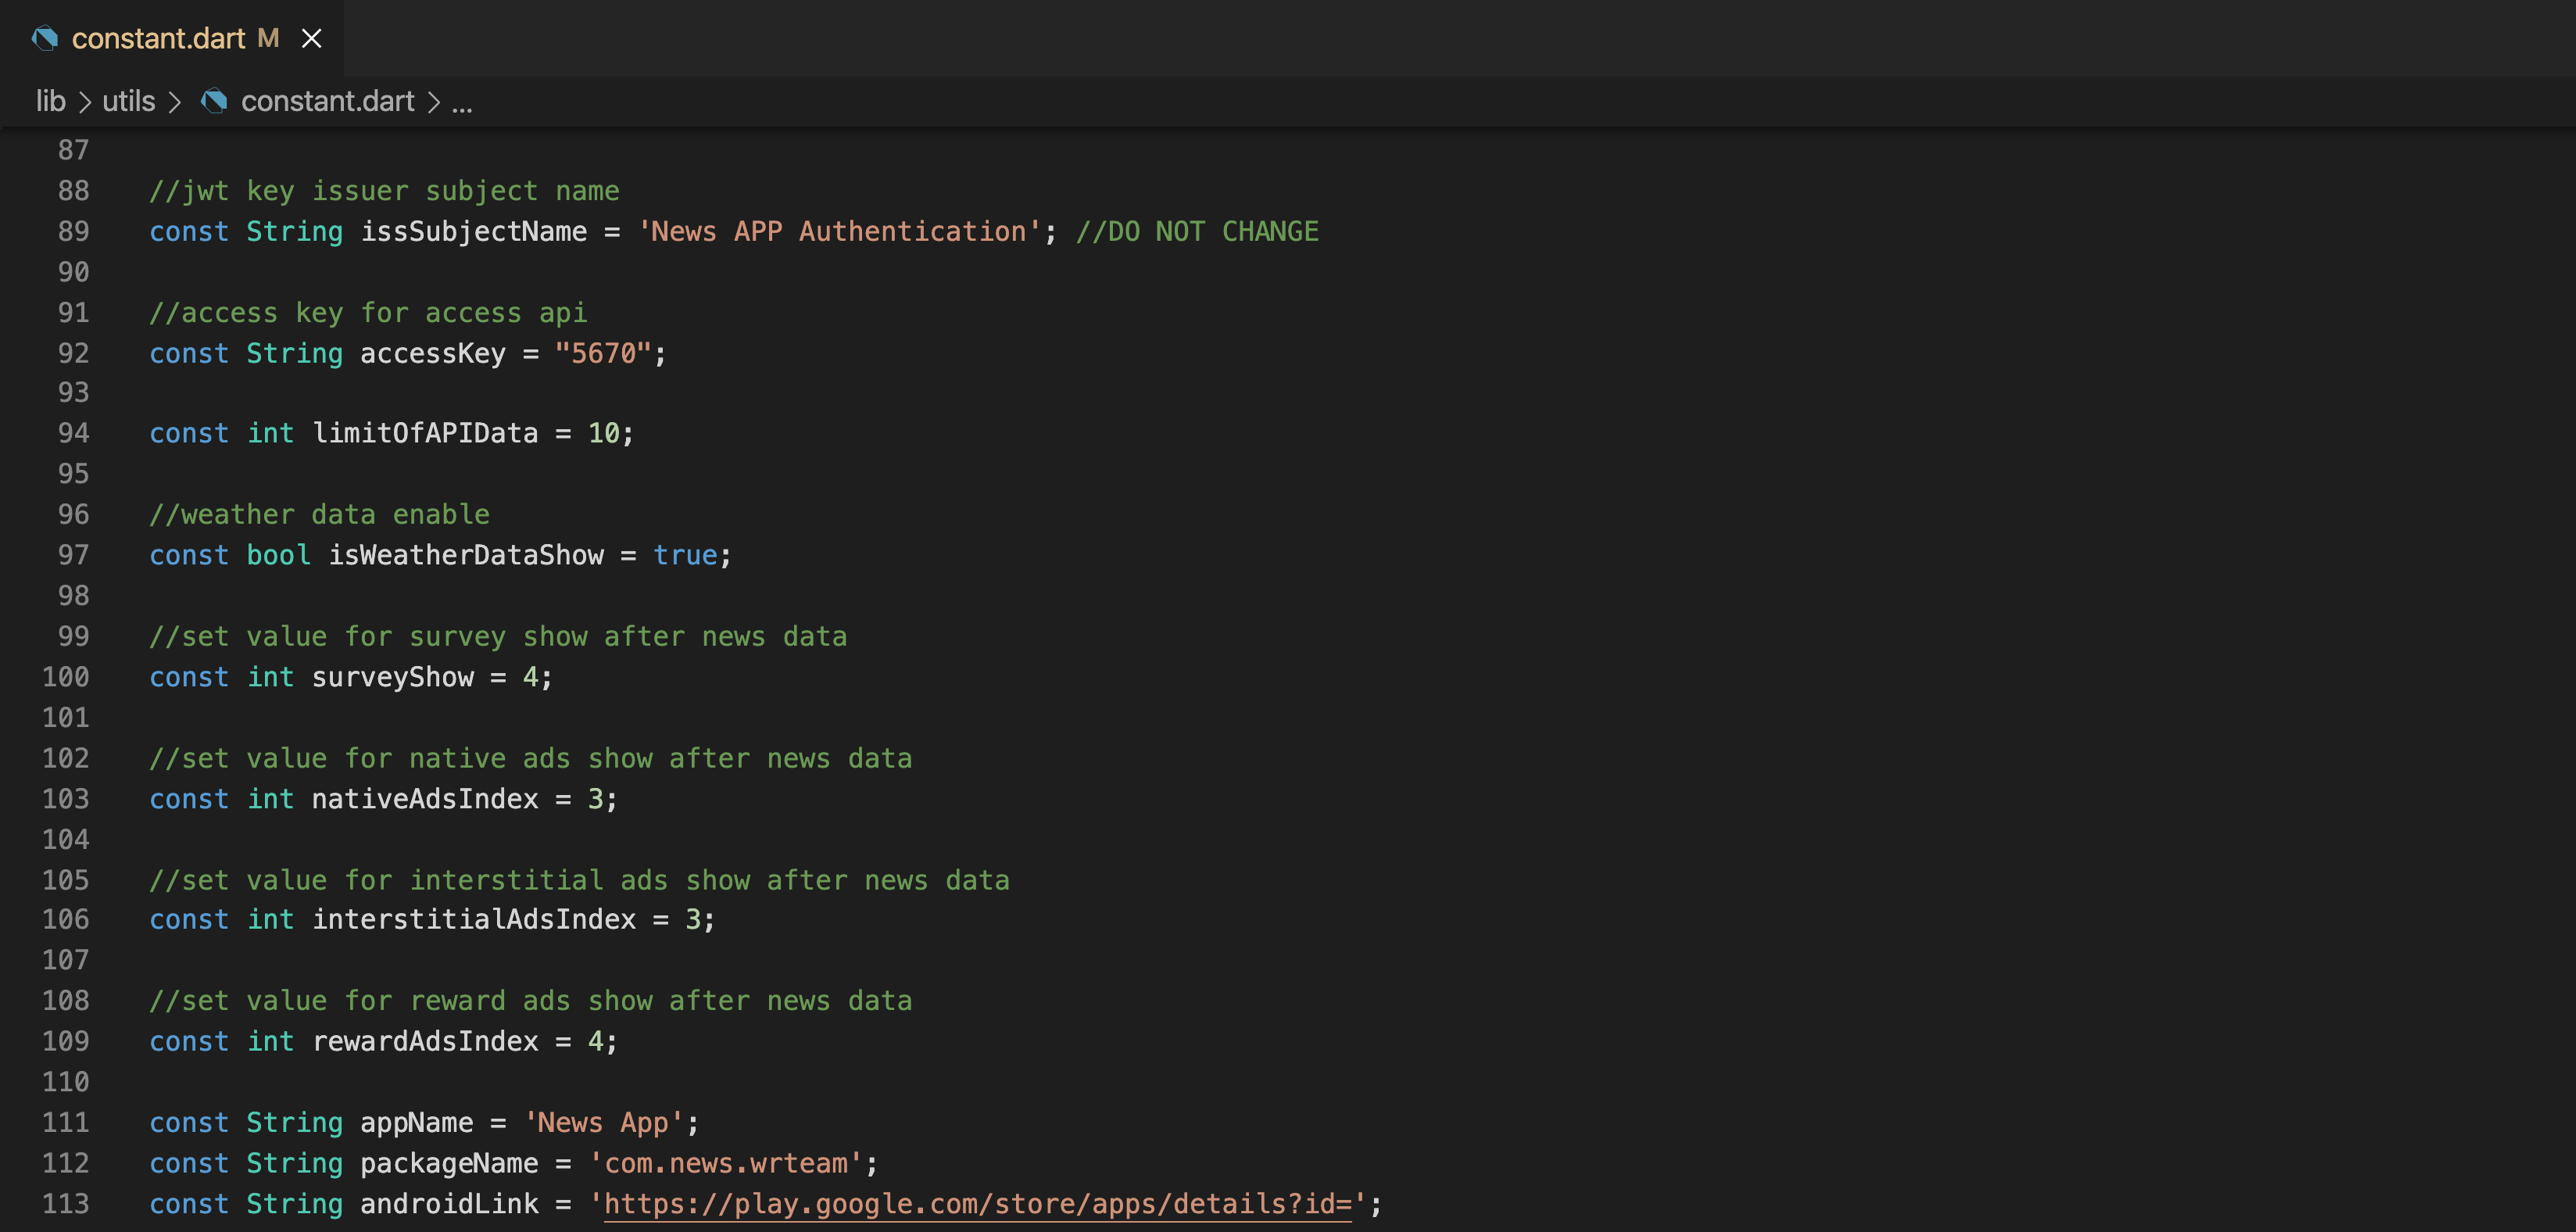 constant.dart M
lib > utils > constant.dart > ...
87
88 //jwt key issuer subject name
89 const String issSubjectName = 'News APP Authentication'; //DO NOT CHANGE
90
91 //access key for access api
92 const String accessKey = "5670";
93
94 const int limitOfAPIData = 10;
95
96 //weather data enable
97 const bool isWeatherDataShow = true;
98
99 //set value for survey show after news data
100 const int surveyShow = 4;
101
102 //set value for native ads show after news data
103 const int nativeAdsIndex = 3;
104
105 //set value for interstitial ads show after news data
106 const int interstitialAdsIndex = 3;
107
108 //set value for reward ads show after news data
109 const int rewardAdsIndex = 4;
110
111 const String appName = 'News App';
112 const String packageName = 'com.news.wrteam';
113 const String androidLink = 'https://play.google.com/store/apps/details?id=';